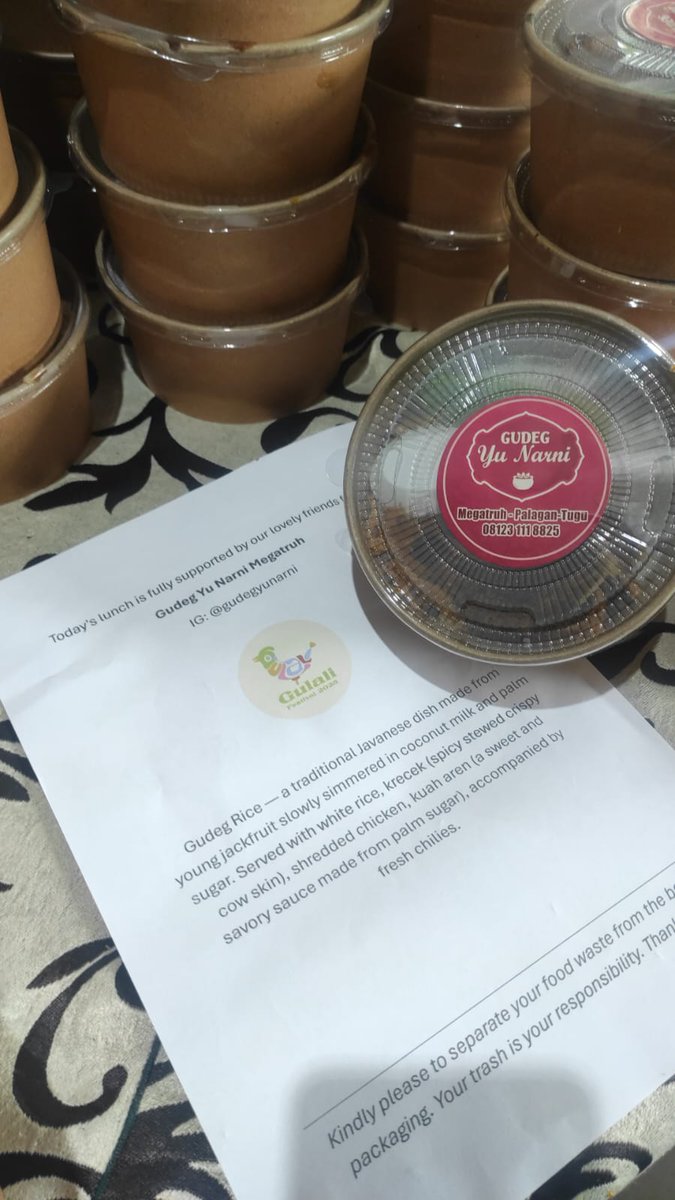 GUDEG
Yu Narni
Megatruh - Palagan-Tugu
08123 111 8825
Today's lunch is fully supported by our lovely friends
Gudeg Yu Narni Megatruh
IG: @gudegyunarni
Gulali
Festival
Gudeg Rice — a traditional Javanese dish made from
young jackfruit slowly simmered in coconut milk and palm
sugar. Served with white rice, krecek (spicy stewed crispy
cow skin), shredded chicken, kuah aren (a sweet and
savory sauce made from palm sugar), accompanied by
fresh chilies.
Kindly please to separate your food waste from the
packaging. Your trash is your responsibility.